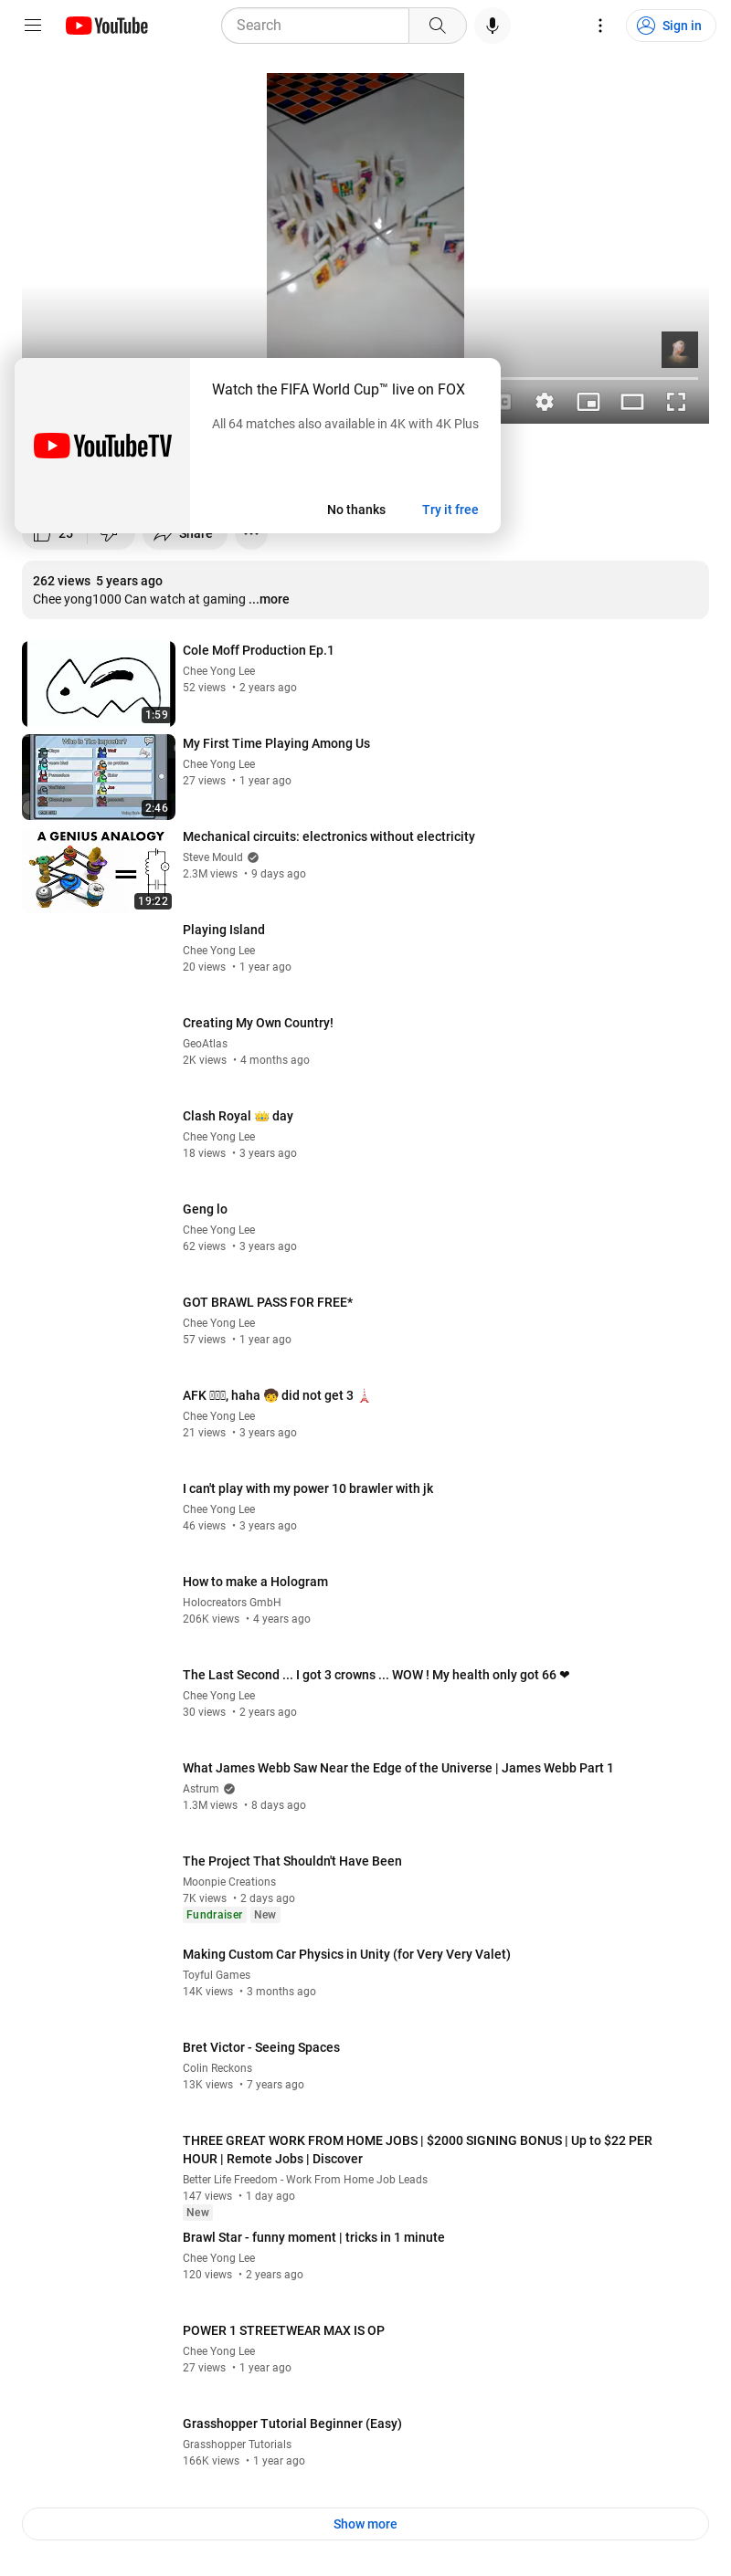 YouTube
Search
Sign in
Watch the FIFA World Cup™ live on FOX
All 64 matches also available in 4K with 4K Plus
YouTubeTV
No thanks
Try it free
25
Share
262 views 5 years ago
Chee yong1000 Can watch at gaming ...more
Cole Moff Production Ep.1
Chee Yong Lee
52 views • 2 years ago
1:59
My First Time Playing Among Us
Chee Yong Lee
27 views • 1 year ago
Who Is The Impostor?
2:46
Mechanical circuits: electronics without electricity
Steve Mould
2.3M views • 9 days ago
A GENIUS ANALOGY
19:22
Playing Island
Chee Yong Lee
20 views • 1 year ago
Creating My Own Country!
GeoAtlas
2K views • 4 months ago
Clash Royal 👑 day
Chee Yong Lee
18 views • 3 years ago
Geng lo
Chee Yong Lee
62 views • 3 years ago
GOT BRAWL PASS FOR FREE*
Chee Yong Lee
57 views • 1 year ago
AFK , haha 🧒 did not get 3 🗼
Chee Yong Lee
21 views • 3 years ago
I can't play with my power 10 brawler with jk
Chee Yong Lee
46 views • 3 years ago
How to make a Hologram
Holocreators GmbH
206K views • 4 years ago
The Last Second ... I got 3 crowns ... WOW ! My health only got 66 ❤
Chee Yong Lee
30 views • 2 years ago
What James Webb Saw Near the Edge of the Universe | James Webb Part 1
Astrum
1.3M views • 8 days ago
The Project That Shouldn't Have Been
Moonpie Creations
7K views • 2 days ago
Fundraiser New
Making Custom Car Physics in Unity (for Very Very Valet)
Toyful Games
14K views • 3 months ago
Bret Victor - Seeing Spaces
Colin Reckons
13K views • 7 years ago
THREE GREAT WORK FROM HOME JOBS | $2000 SIGNING BONUS | Up to $22 PER
HOUR | Remote Jobs | Discover
Better Life Freedom - Work From Home Job Leads
147 views • 1 day ago
New
Brawl Star - funny moment | tricks in 1 minute
Chee Yong Lee
120 views • 2 years ago
POWER 1 STREETWEAR MAX IS OP
Chee Yong Lee
27 views • 1 year ago
Grasshopper Tutorial Beginner (Easy)
Grasshopper Tutorials
166K views • 1 year ago
Show more